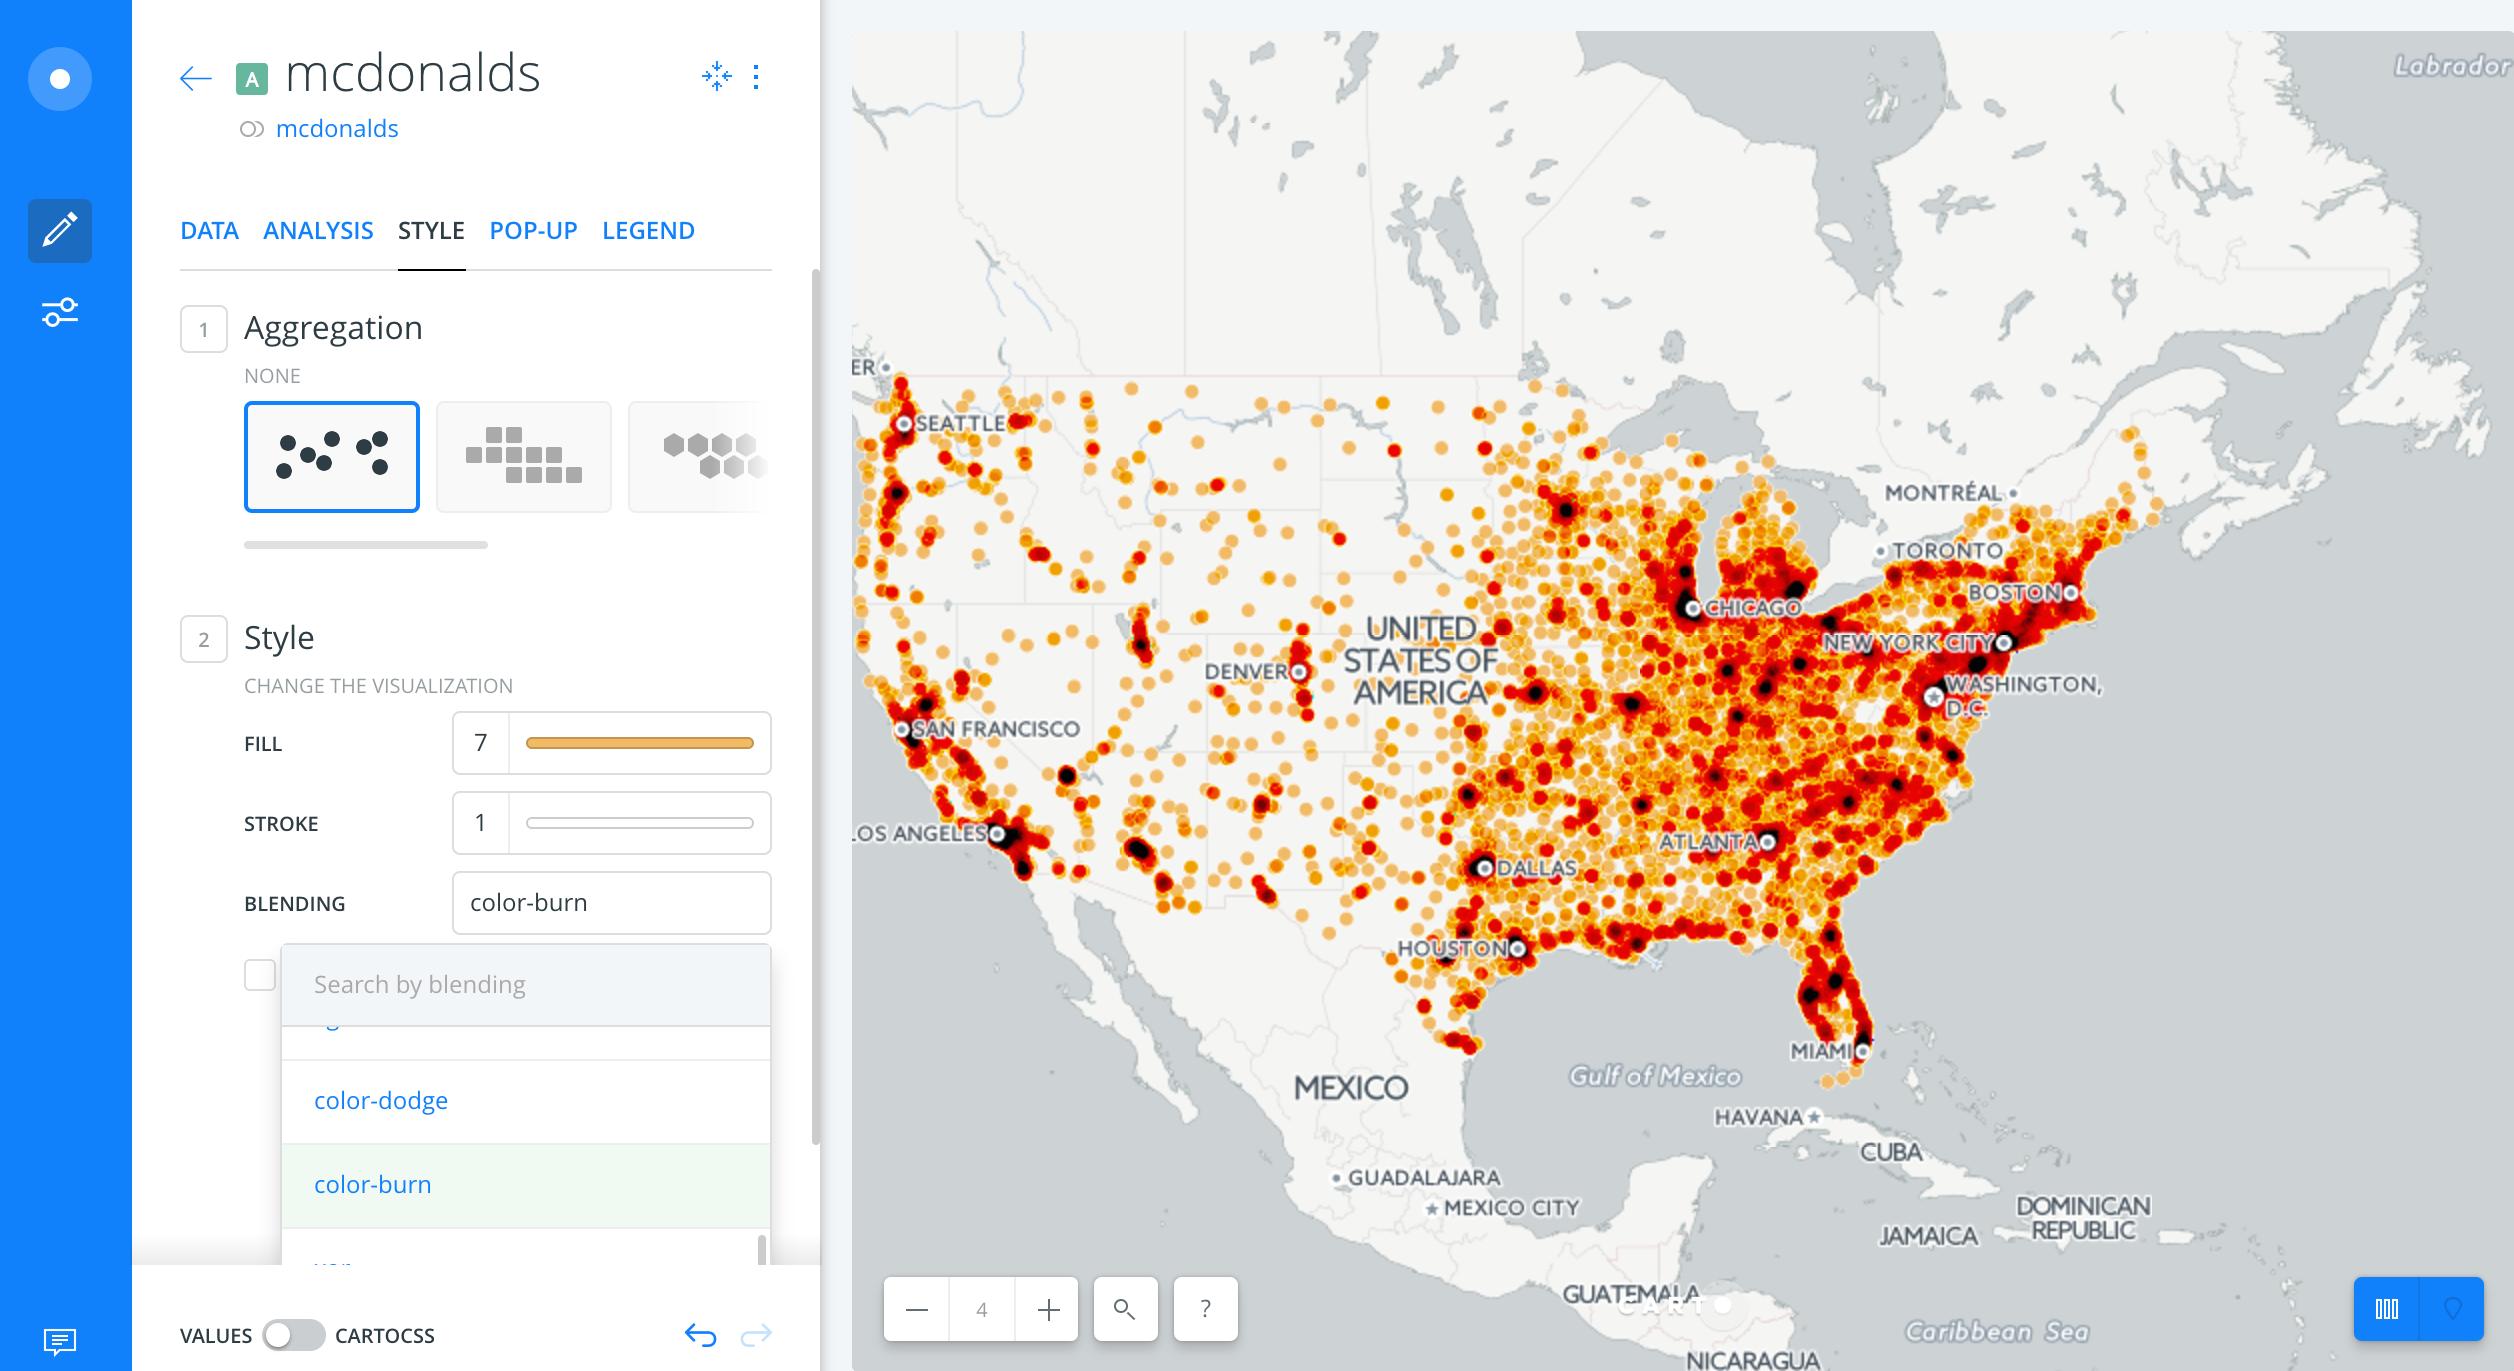 A mcdonalds
mcdonalds
DATA ANALYSIS STYLE POP-UP LEGEND
1 Aggregation
NONE
2 Style
CHANGE THE VISUALIZATION
FILL 7
STROKE 1
BLENDING color-burn
Search by blending
color-dodge
color-burn
VALUES CARTOCSS
Labrador
SEATTLE
MONTRÉAL
TORONTO
BOSTON
CHICAGO
UNITED
STATES OF
AMERICA
NEW YORK CITY
DENVER
WASHINGTON,
D.C.
SAN FRANCISCO
LOS ANGELES
ATLANTA
DALLAS
HOUSTON
MIAMI
Gulf of Mexico
MEXICO
HAVANA
CUBA
GUADALAJARA
MEXICO CITY
DOMINICAN
REPUBLIC
JAMAICA
GUATEMALA
CARTO
4
?
Caribbean Sea
NICARAGUA